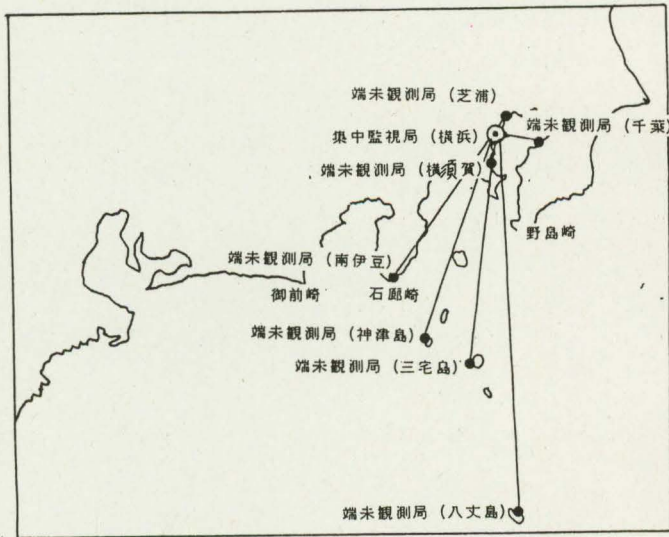 端末観測局（芝浦）
集中監視局（横浜）
端末観測局（千葉）
端末観測局（横須賀）
野島崎
端末観測局（南伊豆）
御前崎
石廊崎
端末観測局（神津島）
端末観測局（三宅島）
端末観測局（八丈島）